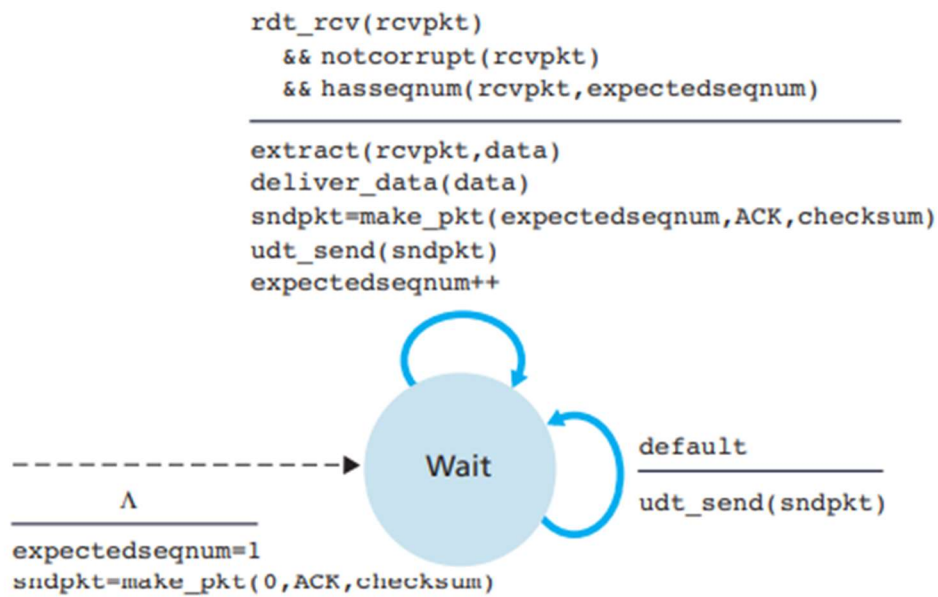 rdt_rcv(rcvpkt)
&& notcorrupt(rcvpkt)
&& hasseqnum(rcvpkt,expectedseqnum)
extract(rcvpkt,data)
deliver_data(data)
sndpkt=make_pkt(expectedseqnum,ACK,checksum)
udt_send(sndpkt)
expectedseqnum++
Wait
default
udt_send(sndpkt)
Λ
expectedseqnum=1
sndpkt=make_pkt(0,ACK,checksum)